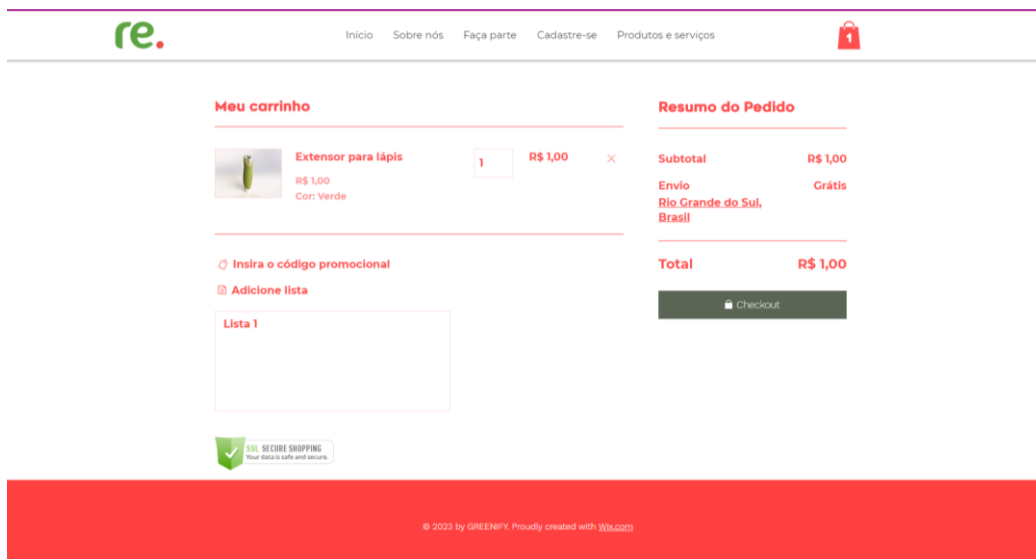 re.
Início Sobre nós Faça parte Cadastre-se Produtos e serviços
1
Meu carrinho
Extensor para lápis
R$ 1,00
Cor: Verde
1
R$ 1,00
Insira o código promocional
Adicione lista
Lista 1
SSL SECURE SHOPPING
Your data is safe and secure.
Resumo do Pedido
Subtotal R$ 1,00
Envio Grátis
Rio Grande do Sul,
Brasil
Total R$ 1,00
Checkout
© 2023 by GREENIFY. Proudly created with Wix.com